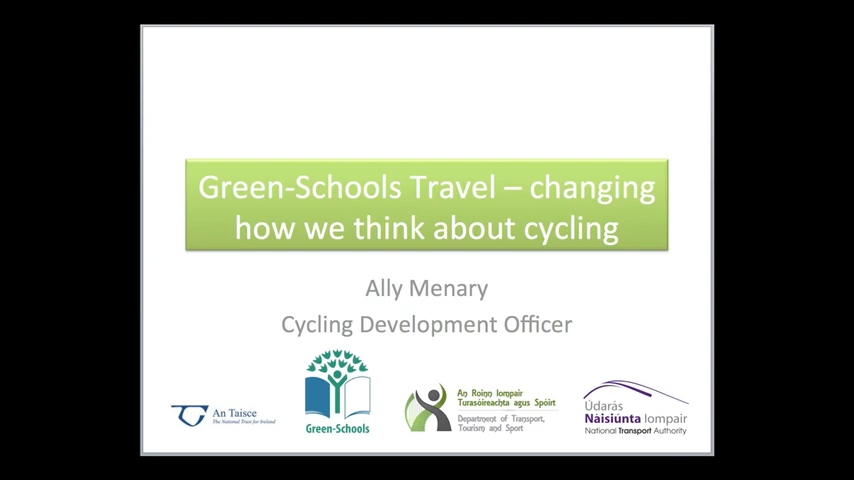 Green-Schools Travel – changing
how we think about cycling
Ally Menary
Cycling Development Officer
An Taisce
The National Trust for Ireland
Green-Schools
An Roinn Iompair
Turasóireachta agus Spóirt
Department of Transport,
Tourism and Sport
Údarás
Náisiúnta Iompair
National Transport Authority